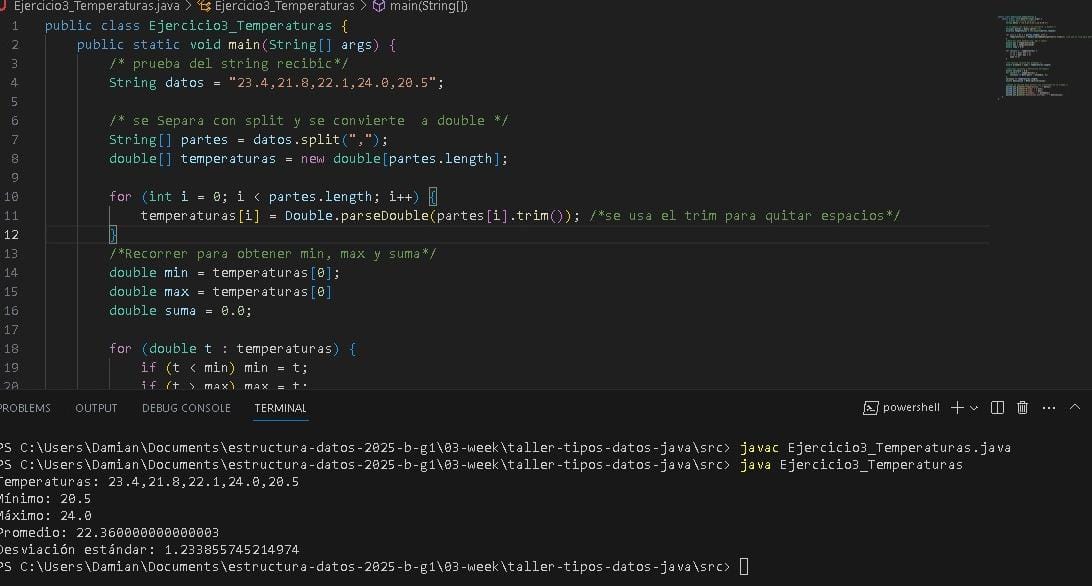 Ejercicio3_Temperaturas.java > Ejercicio3_Temperaturas > main(String[])
1 public class Ejercicio3_Temperaturas {
2 public static void main(String[] args) {
3 /* prueba del string recibic*/
4 String datos = "23.4,21.8,22.1,24.0,20.5";
5
6 /* se Separa con split y se convierte  a double */
7 String[] partes = datos.split(",");
8 double[] temperaturas = new double[partes.length];
9
10 for (int i = 0; i < partes.length; i++) {
11 temperaturas[i] = Double.parseDouble(partes[i].trim()); /*se usa el trim para quitar espacios*/
12 }
13 /*Recorrer para obtener min, max y suma*/
14 double min = temperaturas[0];
15 double max = temperaturas[0]
16 double suma = 0.0;
17
18 for (double t : temperaturas) {
19 if (t < min) min = t;
20 if (t > max) max = t;
PROBLEMS OUTPUT DEBUG CONSOLE TERMINAL powershell
PS C:\Users\Damian\Documents\estructura-datos-2025-b-g1\03-week\taller-tipos-datos-java\src> javac Ejercicio3_Temperaturas.java
PS C:\Users\Damian\Documents\estructura-datos-2025-b-g1\03-week\taller-tipos-datos-java\src> java Ejercicio3_Temperaturas
Temperaturas: 23.4,21.8,22.1,24.0,20.5
Mínimo: 20.5
Máximo: 24.0
Promedio: 22.360000000000003
Desviación estándar: 1.233855745214974
PS C:\Users\Damian\Documents\estructura-datos-2025-b-g1\03-week\taller-tipos-datos-java\src>